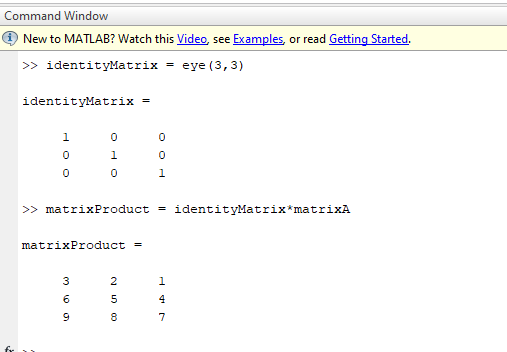 Command Window
New to MATLAB? Watch this Video, see Examples, or read Getting Started.
>> identityMatrix = eye(3,3)
identityMatrix =
1 0 0
0 1 0
0 0 1
>> matrixProduct = identityMatrix*matrixA
matrixProduct =
3 2 1
6 5 4
9 8 7
fx >>